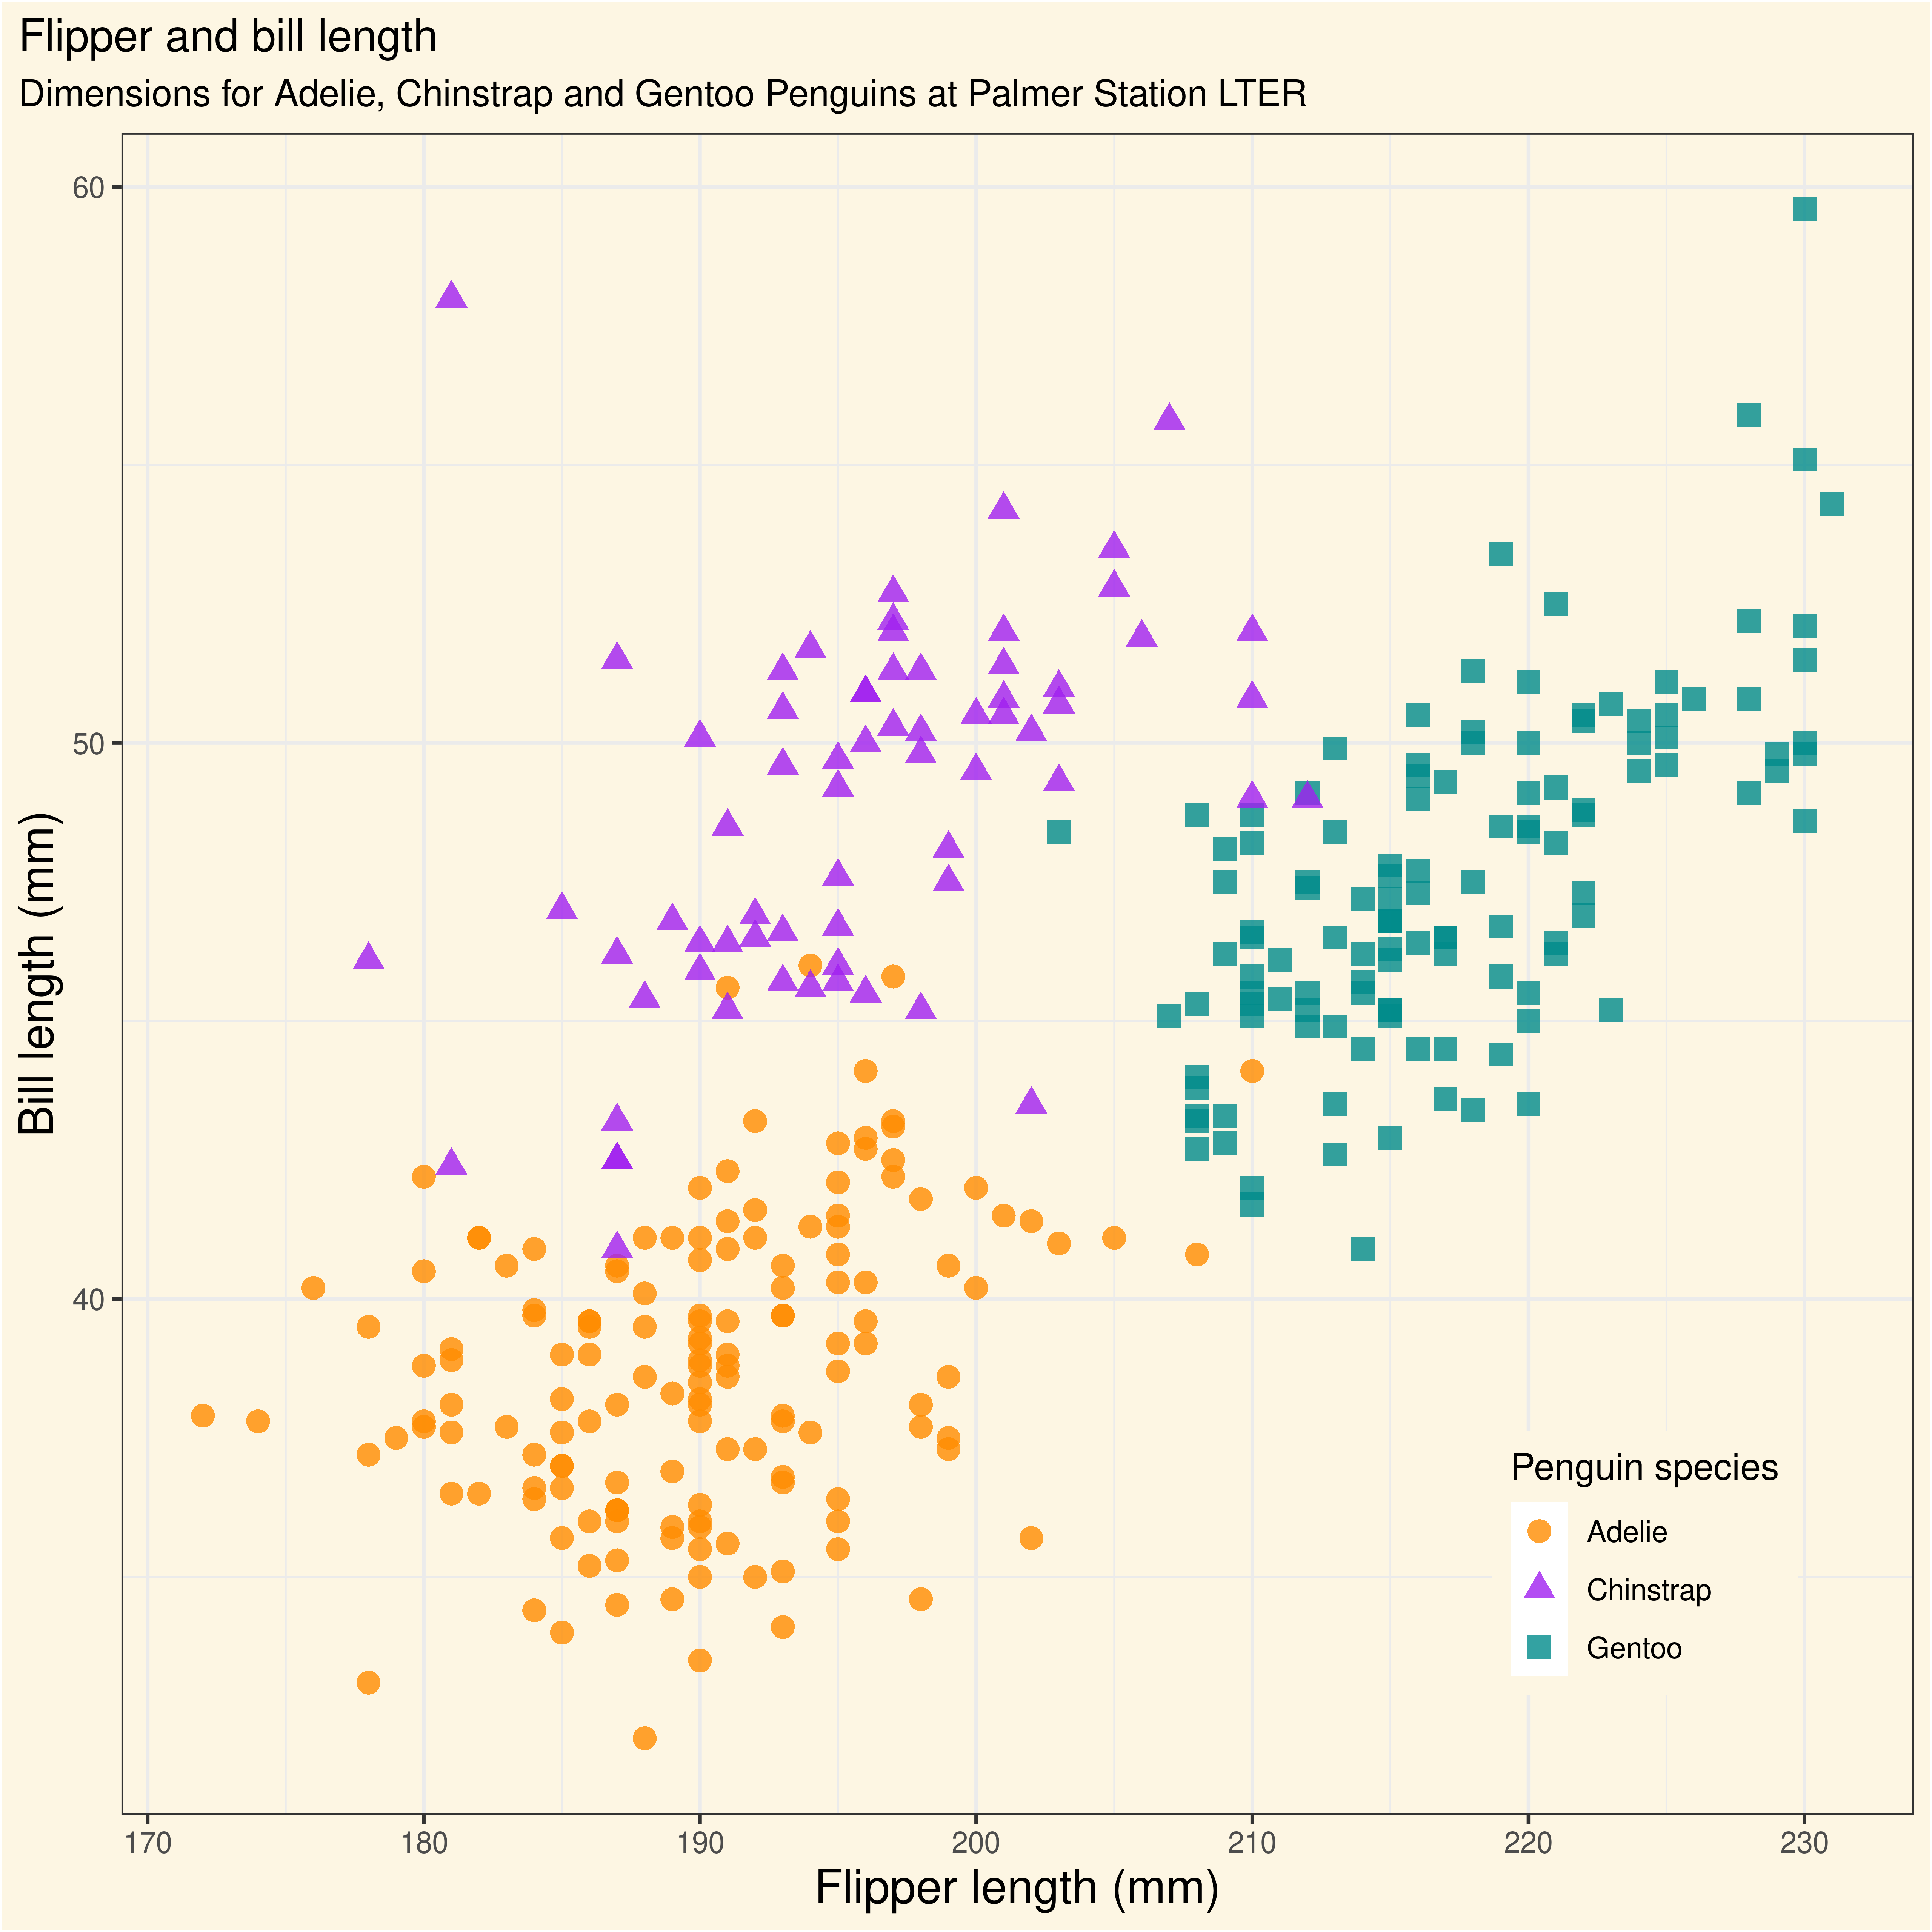 Flipper and bill length
Dimensions for Adelie, Chinstrap and Gentoo Penguins at Palmer Station LTER
60
50
40
Bill length (mm)
Penguin species
Adelie
Chinstrap
Gentoo
170 180 190 200 210 220 230
Flipper length (mm)